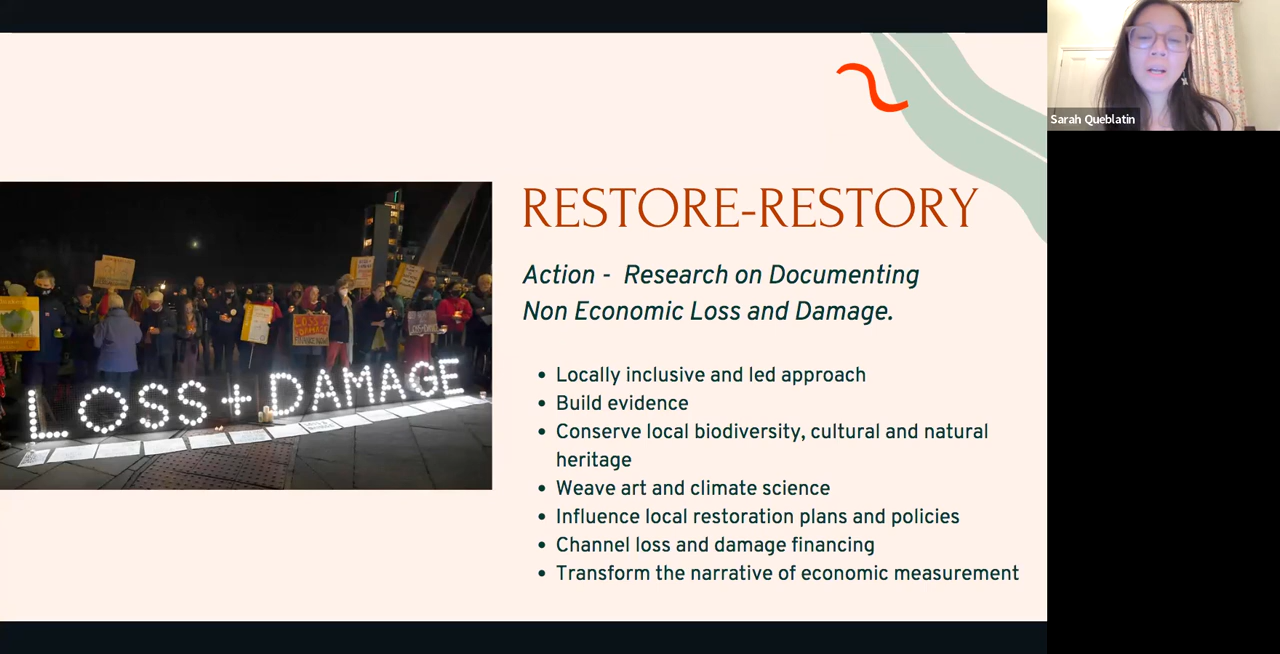 Sarah Queblatin
RESTORE-RESTORY
Action - Research on Documenting
Non Economic Loss and Damage.
• Locally inclusive and led approach
• Build evidence
• Conserve local biodiversity, cultural and natural
heritage
• Weave art and climate science
• Influence local restoration plans and policies
• Channel loss and damage financing
• Transform the narrative of economic measurement
LOSS + DAMAGE